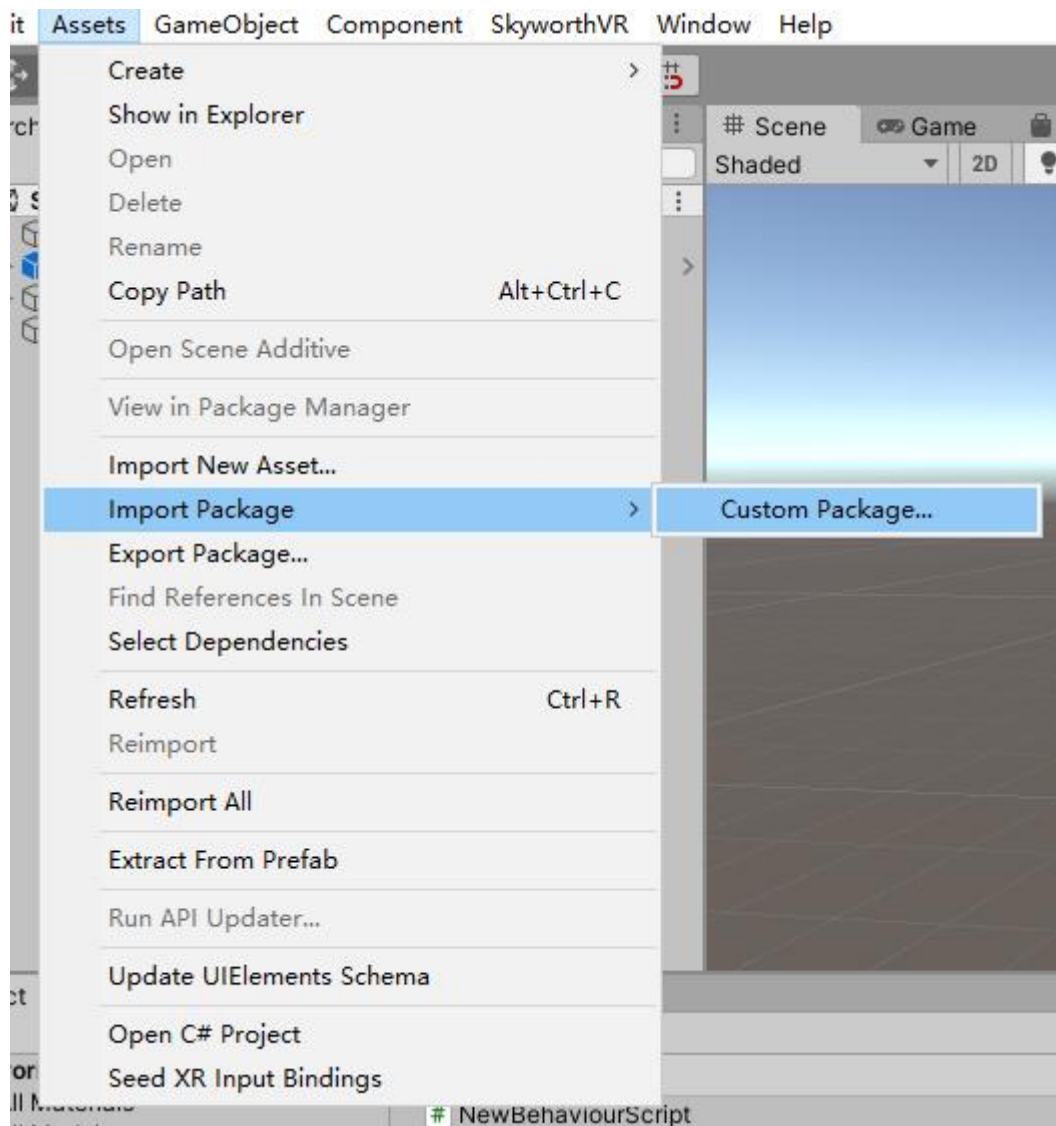 it Assets GameObject Component SkyworthVR Window Help
Create
Show in Explorer
Open
Delete
Rename
Copy Path Alt+Ctrl+C
Open Scene Additive
View in Package Manager
Import New Asset...
Import Package
Custom Package...
Export Package...
Find References In Scene
Select Dependencies
Refresh Ctrl+R
Reimport
Reimport All
Extract From Prefab
Run API Updater...
Update UIElements Schema
Open C# Project
Seed XR Input Bindings
# Scene Game
Shaded 2D
# NewBehaviourScript